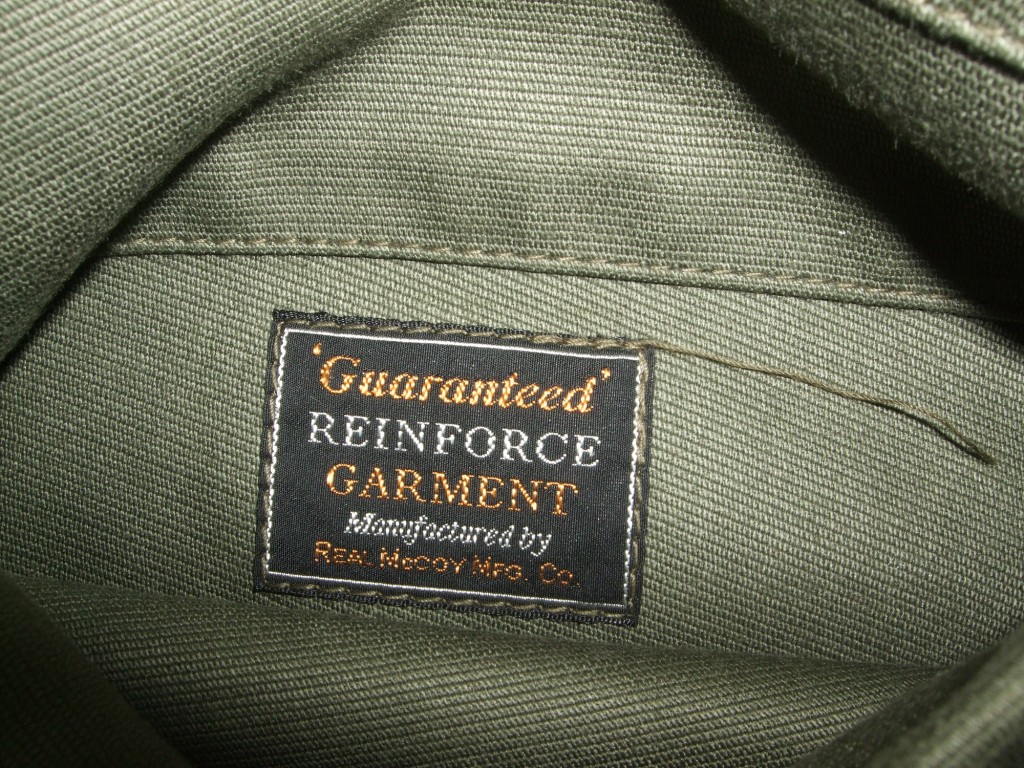 ‘Guaranteed’
REINFORCE
GARMENT
Manufactured by
REAL McCOY MFG. CO.